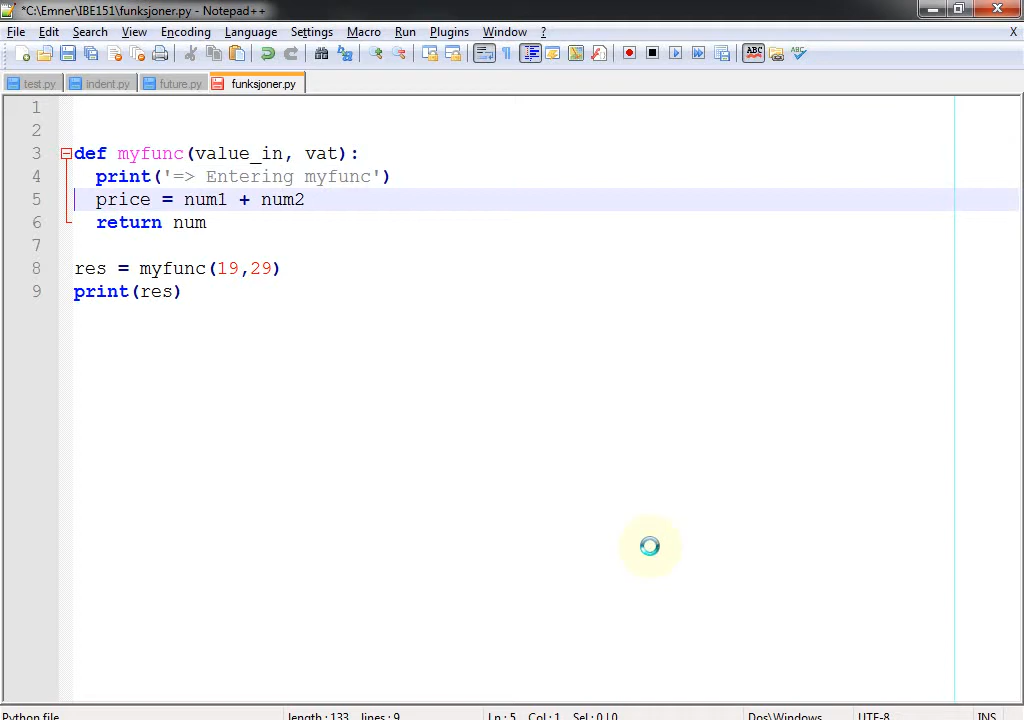 *C:\Emner\IBE151\funksjoner.py - Notepad++
File Edit Search View Encoding Language Settings Macro Run Plugins Window ? X
ABC ABC
test.py indent.py future.py funksjoner.py
1
2
3 def myfunc(value_in, vat):
4 print('=> Entering myfunc')
5 price = num1 + num2
6 return num
7
8 res = myfunc(19,29)
9 print(res)
Python file length : 133 lines : 9 Ln : 5 Col : 1 Sel : 0 | 0 Dos\Windows UTF-8 INS